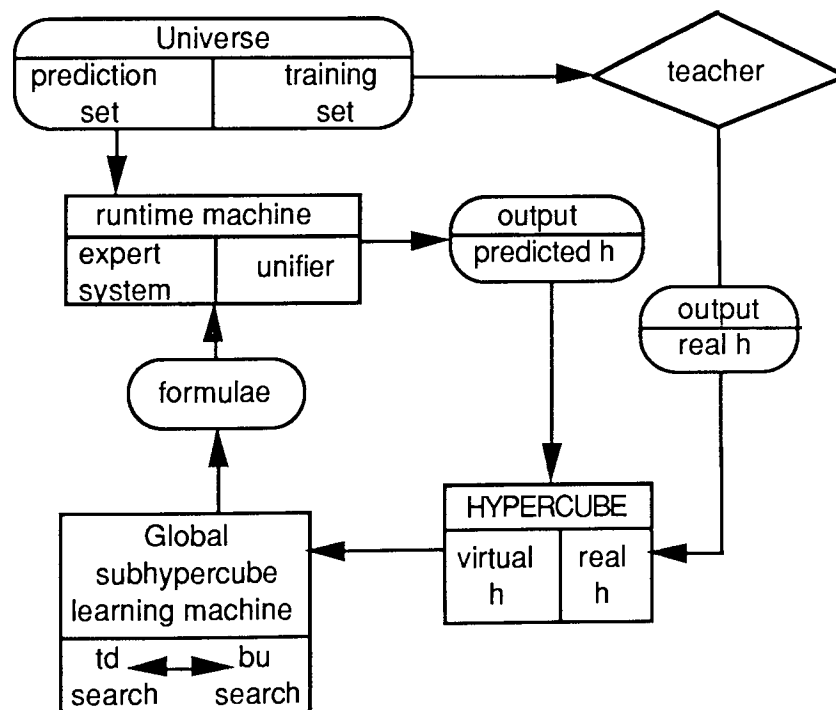 Universe
prediction set
training set
teacher
runtime machine
expert system
unifier
output
predicted h
output
real h
formulae
HYPERCUBE
virtual h
real h
Global
subhypercube
learning machine
td search
bu search